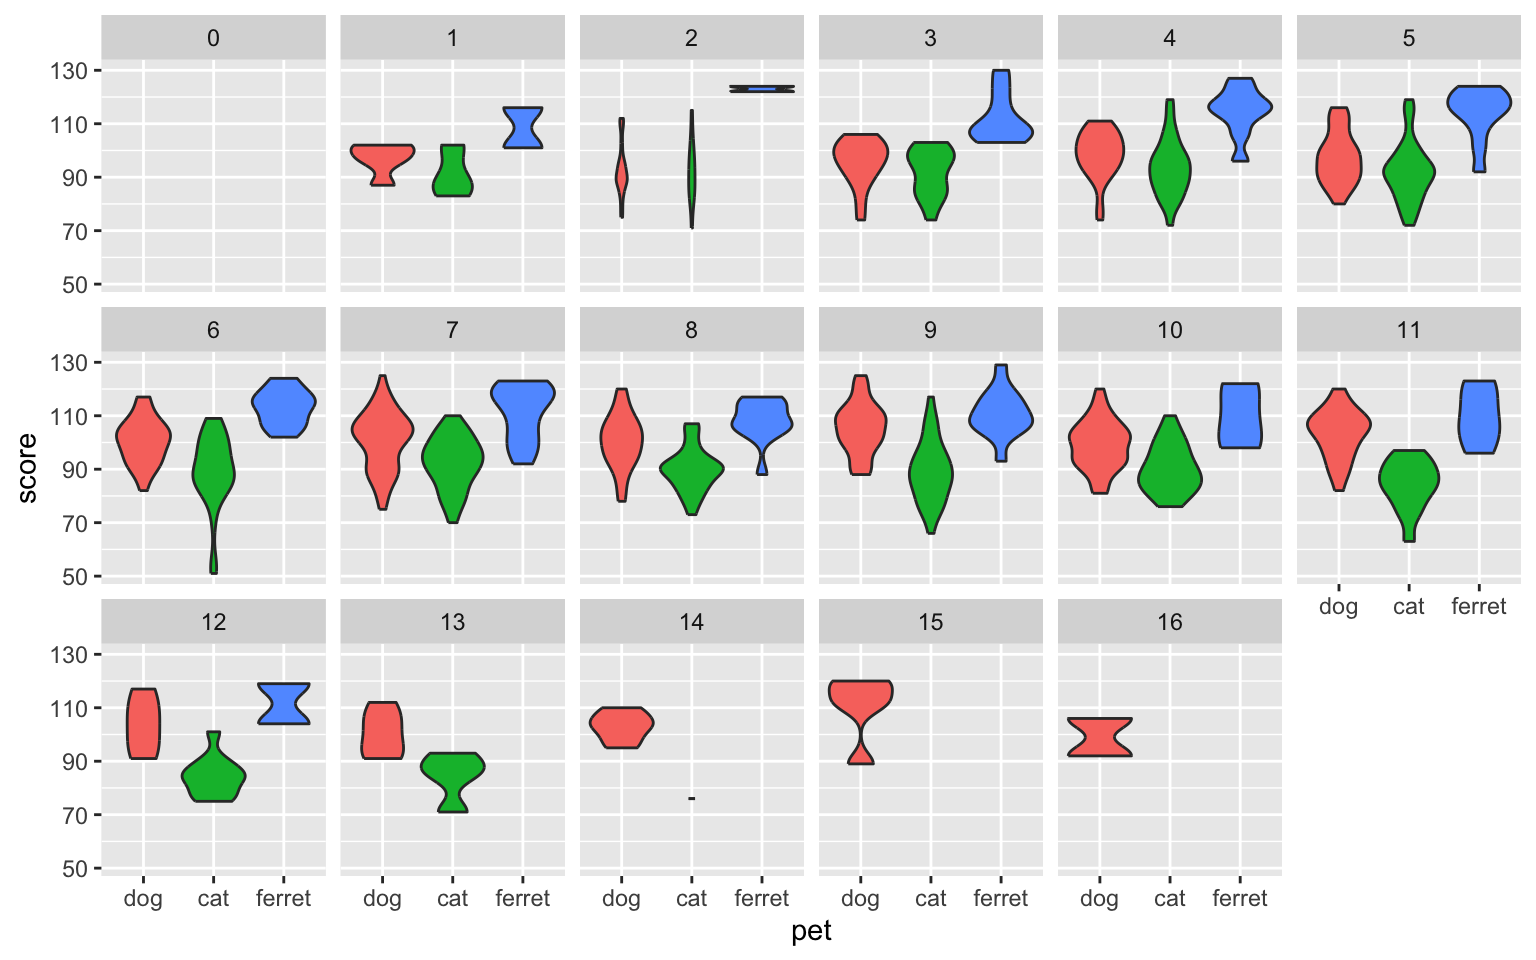 0 1 2 3 4 5
130
110
90
70
50
6 7 8 9 10 11
130
110
90
70
50
dog cat ferret
12 13 14 15 16
130
110
90
70
50
dog cat ferret dog cat ferret dog cat ferret dog cat ferret dog cat ferret
pet
score